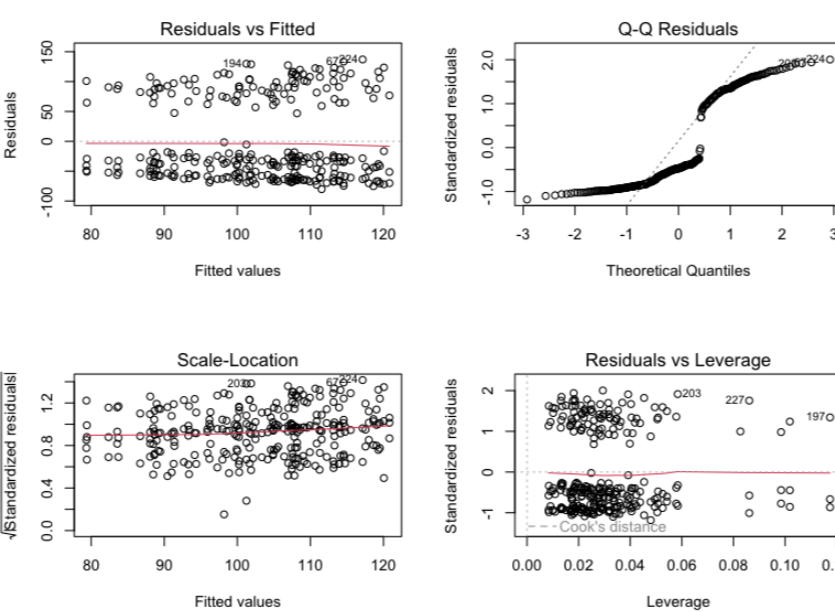 Residuals vs Fitted
Residuals
150
50
0
-100
194
224
80 90 100 110 120
Fitted values
Q-Q Residuals
Standardized residuals
2.0
1.0
0.0
-1.0
224
-3 -2 -1 0 1 2 3
Theoretical Quantiles
Scale-Location
√|Standardized residuals|
1.2
0.8
0.4
0.0
203
224
80 90 100 110 120
Fitted values
Residuals vs Leverage
Standardized residuals
2
1
0
-1
203
227
197
Cook's distance
0.00 0.02 0.04 0.06 0.08 0.10 0.
Leverage